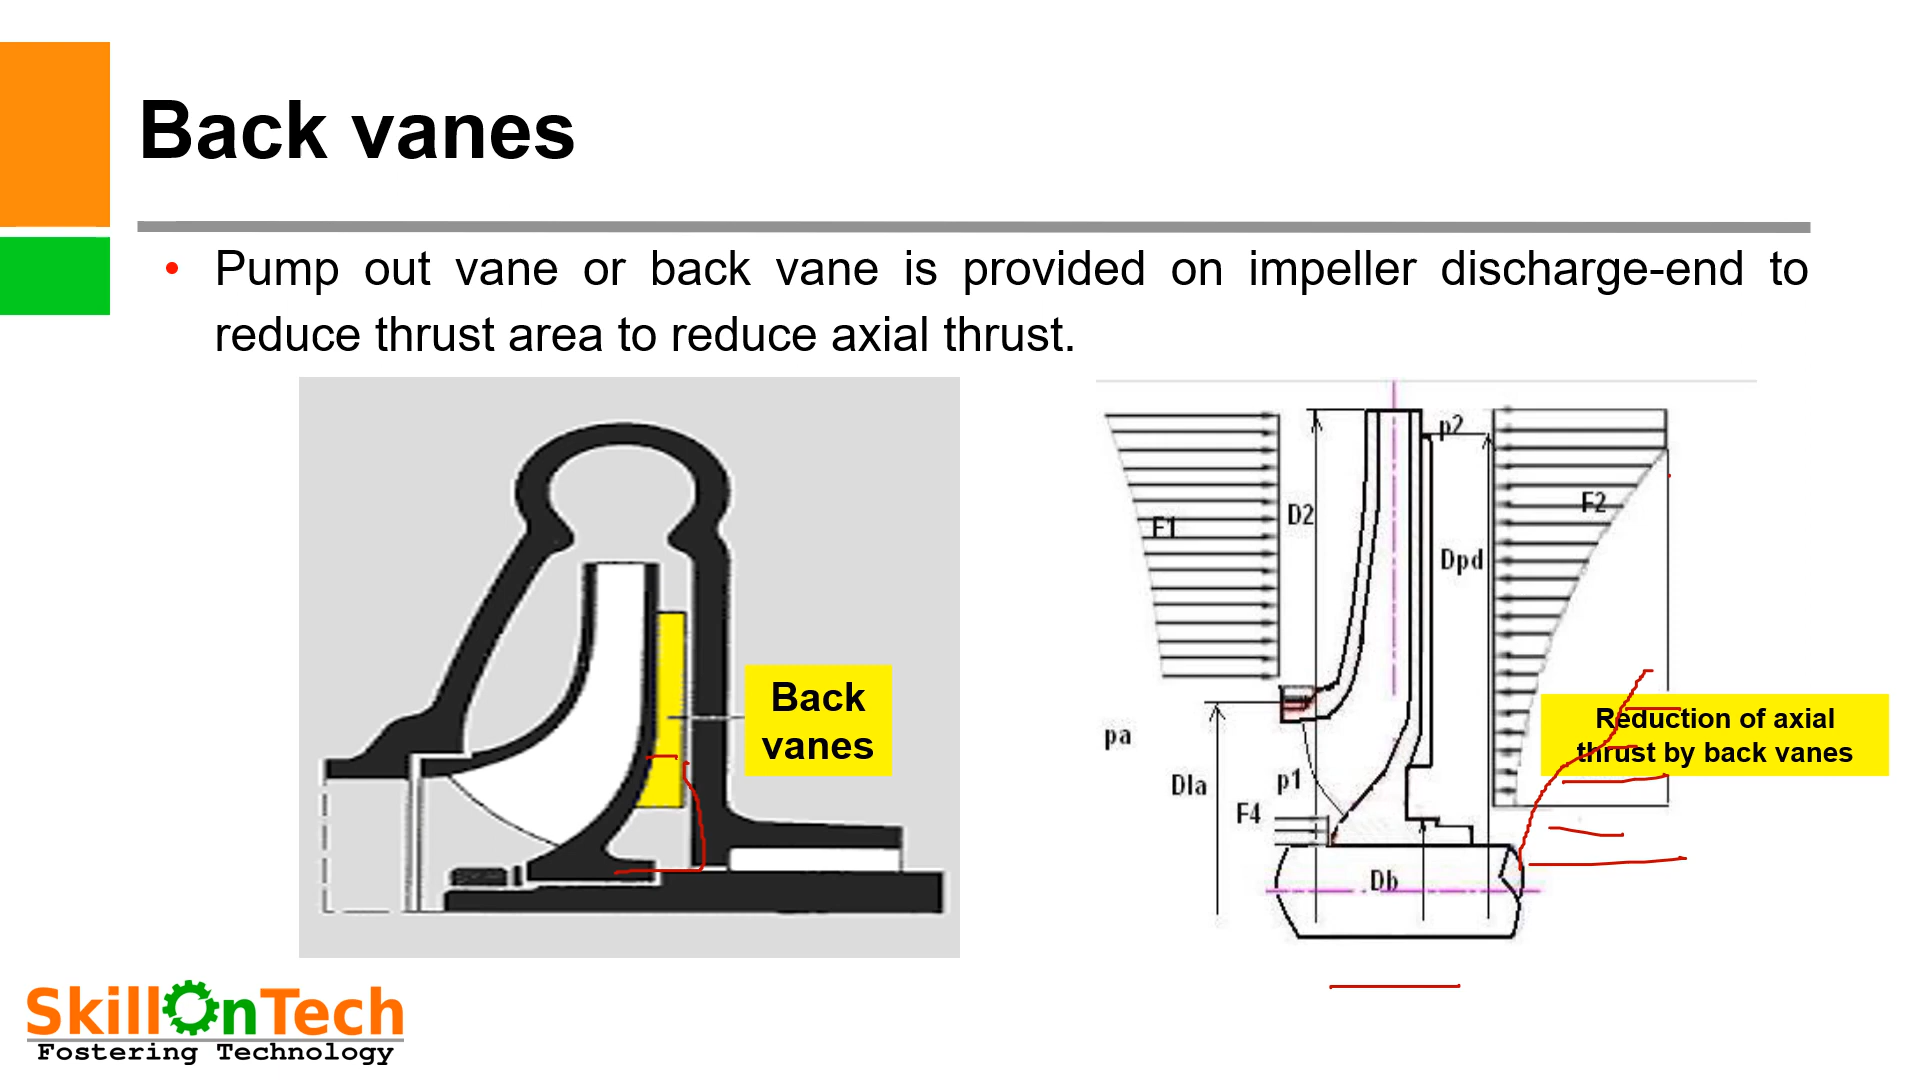 Back vanes
• Pump out vane or back vane is provided on impeller discharge-end to
reduce thrust area to reduce axial thrust.
Back
vanes
p2
F1
D2
F2
Dpd
Reduction of axial
thrust by back vanes
pa
D1a
p1
F4
Db
SkillOnTech
Fostering Technology